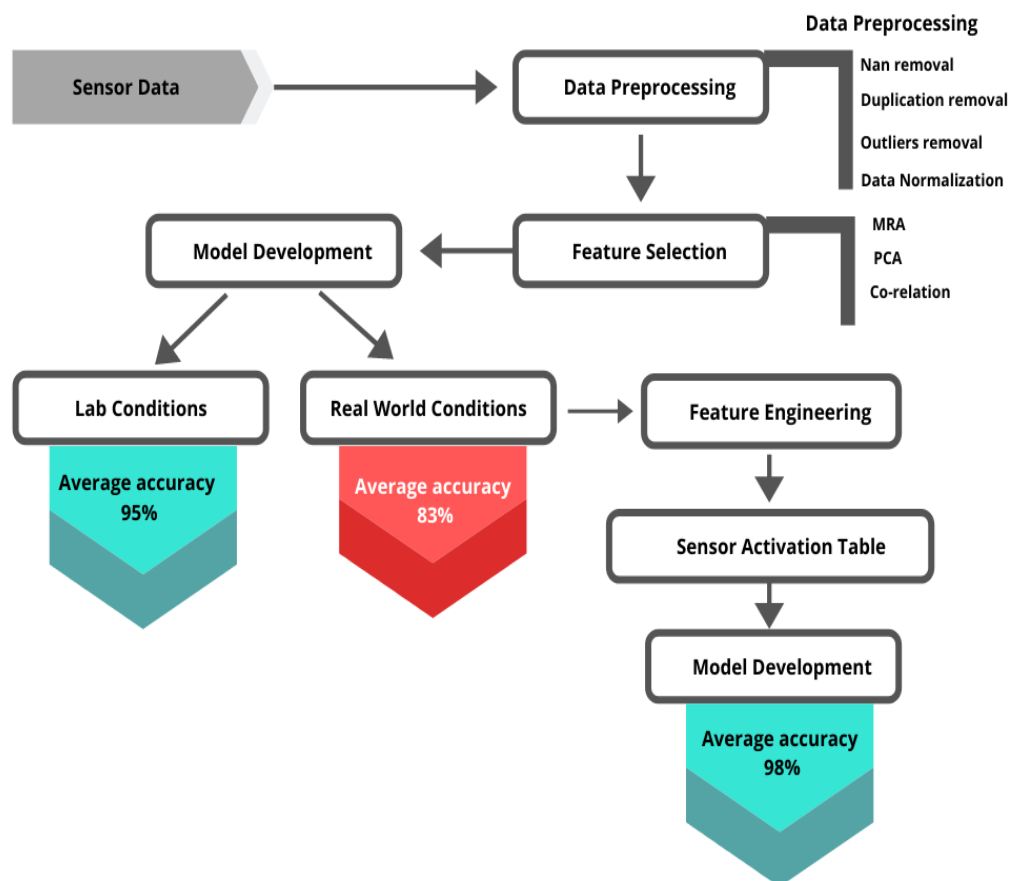 Data Preprocessing
Sensor Data
Data Preprocessing
Nan removal
Duplication removal
Outliers removal
Data Normalization
Model Development
Feature Selection
MRA
PCA
Co-relation
Lab Conditions
Real World Conditions
Feature Engineering
Average accuracy
95%
Average accuracy
83%
Sensor Activation Table
Model Development
Average accuracy
98%